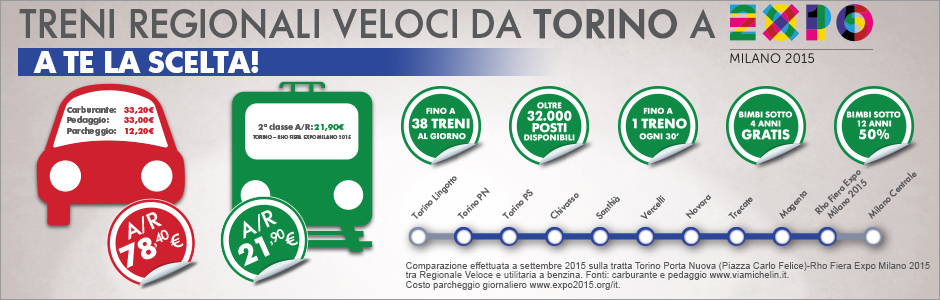 TRENI REGIONALI VELOCI DA TORINO A EXPO
MILANO 2015
A TE LA SCELTA!
Carburante: 33,20€
Pedaggio: 33,00€
Parcheggio: 12,20€
A/R
78,40€
2ª classe A/R: 21,90€
TORINO – RHO FIERA EXPO MILANO 2015
A/R
21,90€
FINO A
38 TRENI
AL GIORNO
OLTRE
32.000
POSTI
DISPONIBILI
FINO A
1 TRENO
OGNI 30'
BIMBI SOTTO
4 ANNI
GRATIS
BIMBI SOTTO
12 ANNI
50%
Torino Lingotto
Torino PN
Torino PS
Chivasso
Santhià
Vercelli
Novara
Trecate
Magenta
Rho Fiera Expo
Milano 2015
Milano Centrale
Comparazione effettuata a settembre 2015 sulla tratta Torino Porta Nuova (Piazza Carlo Felice)-Rho Fiera Expo Milano 2015
tra Regionale Veloce e utilitaria a benzina. Fonti: carburante e pedaggio www.viamichelin.it.
Costo parcheggio giornaliero www.expo2015.org/it.